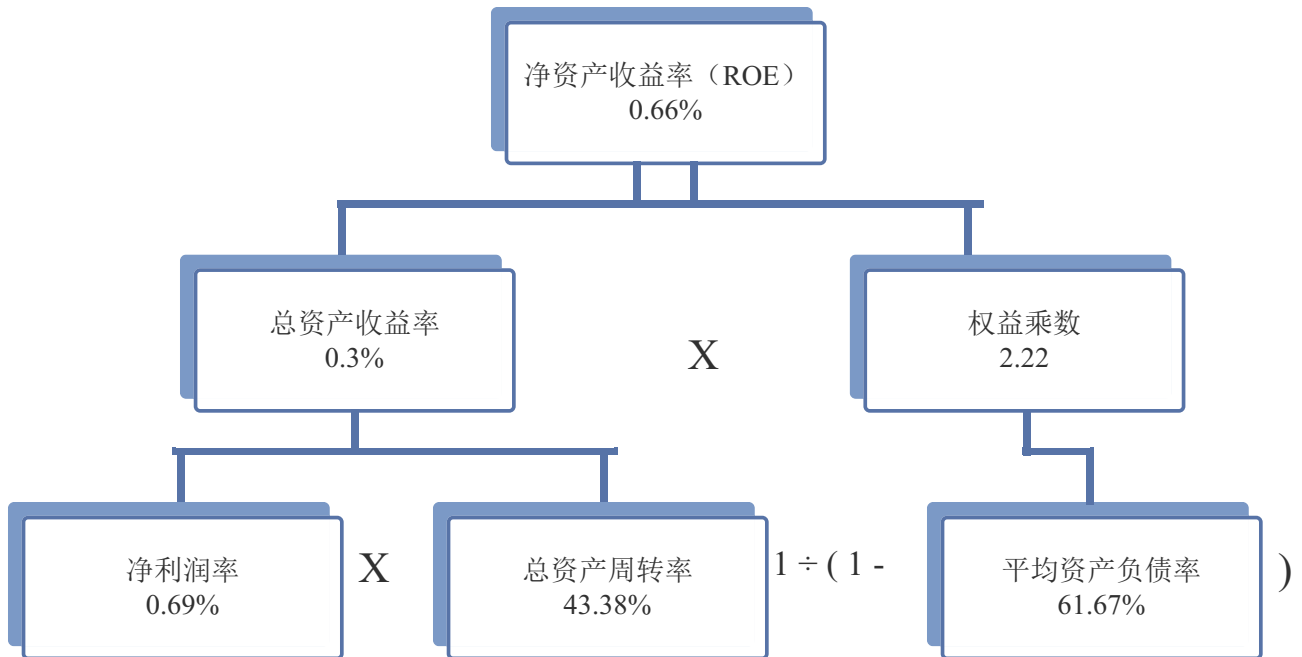 净资产收益率（ROE）
0.66%
总资产收益率
0.3%
X
权益乘数
2.22
净利润率
0.69%
X
总资产周转率
43.38%
1 ÷ ( 1 -
平均资产负债率
61.67%
)